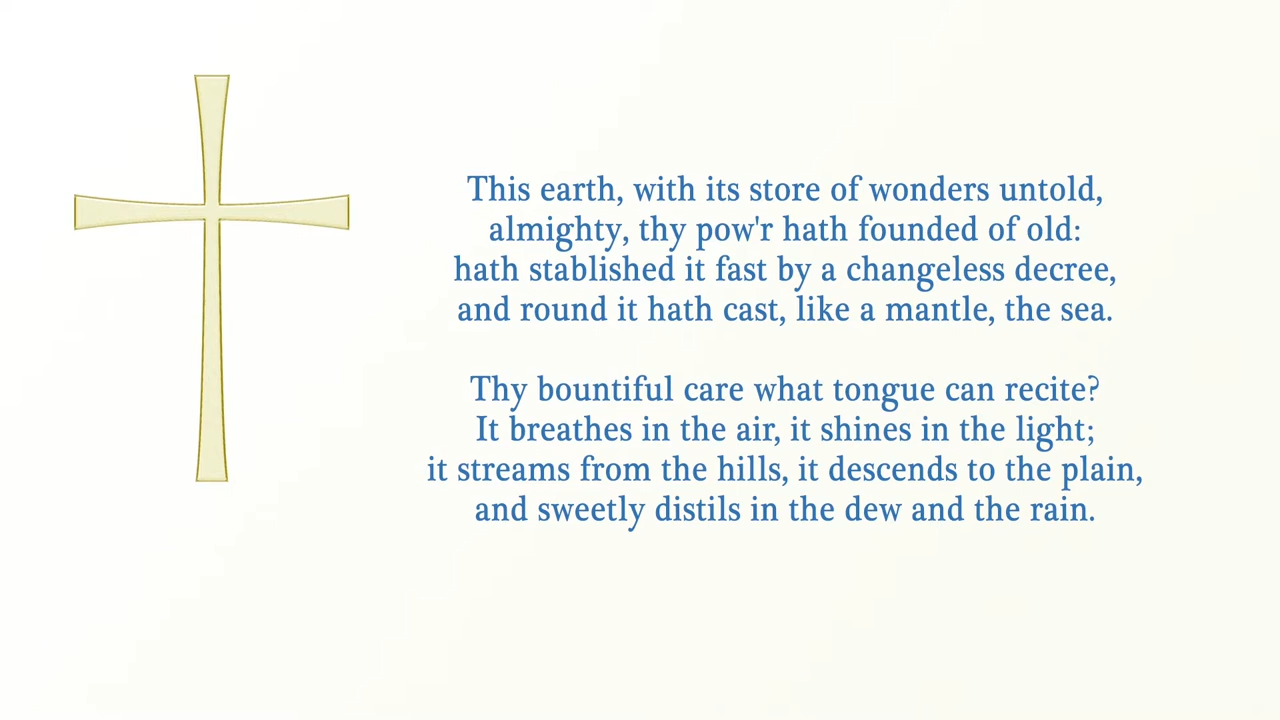 This earth, with its store of wonders untold,
almighty, thy pow'r hath founded of old:
hath stablished it fast by a changeless decree,
and round it hath cast, like a mantle, the sea.
Thy bountiful care what tongue can recite?
It breathes in the air, it shines in the light;
it streams from the hills, it descends to the plain,
and sweetly distils in the dew and the rain.